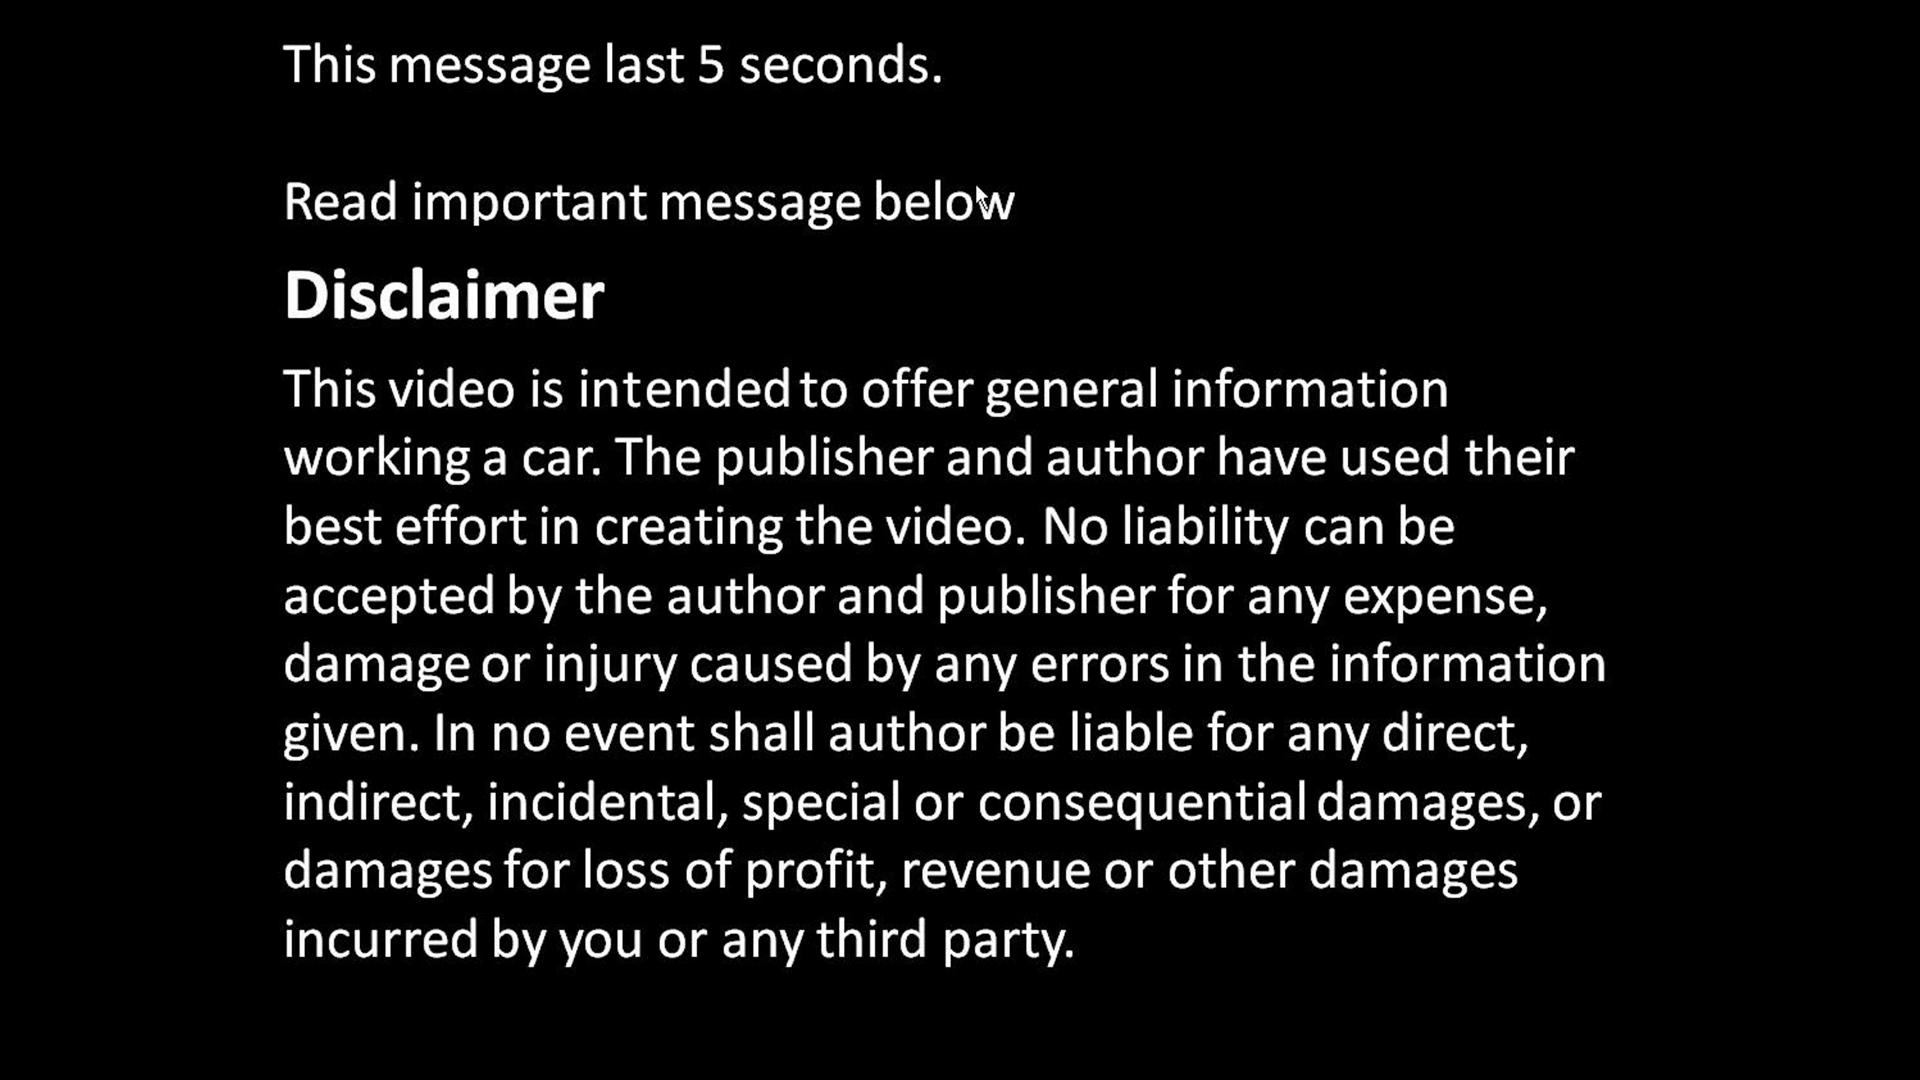 This message last 5 seconds.
Read important message below
Disclaimer
This video is intended to offer general information
working a car. The publisher and author have used their
best effort in creating the video. No liability can be
accepted by the author and publisher for any expense,
damage or injury caused by any errors in the information
given. In no event shall author be liable for any direct,
indirect, incidental, special or consequential damages, or
damages for loss of profit, revenue or other damages
incurred by you or any third party.